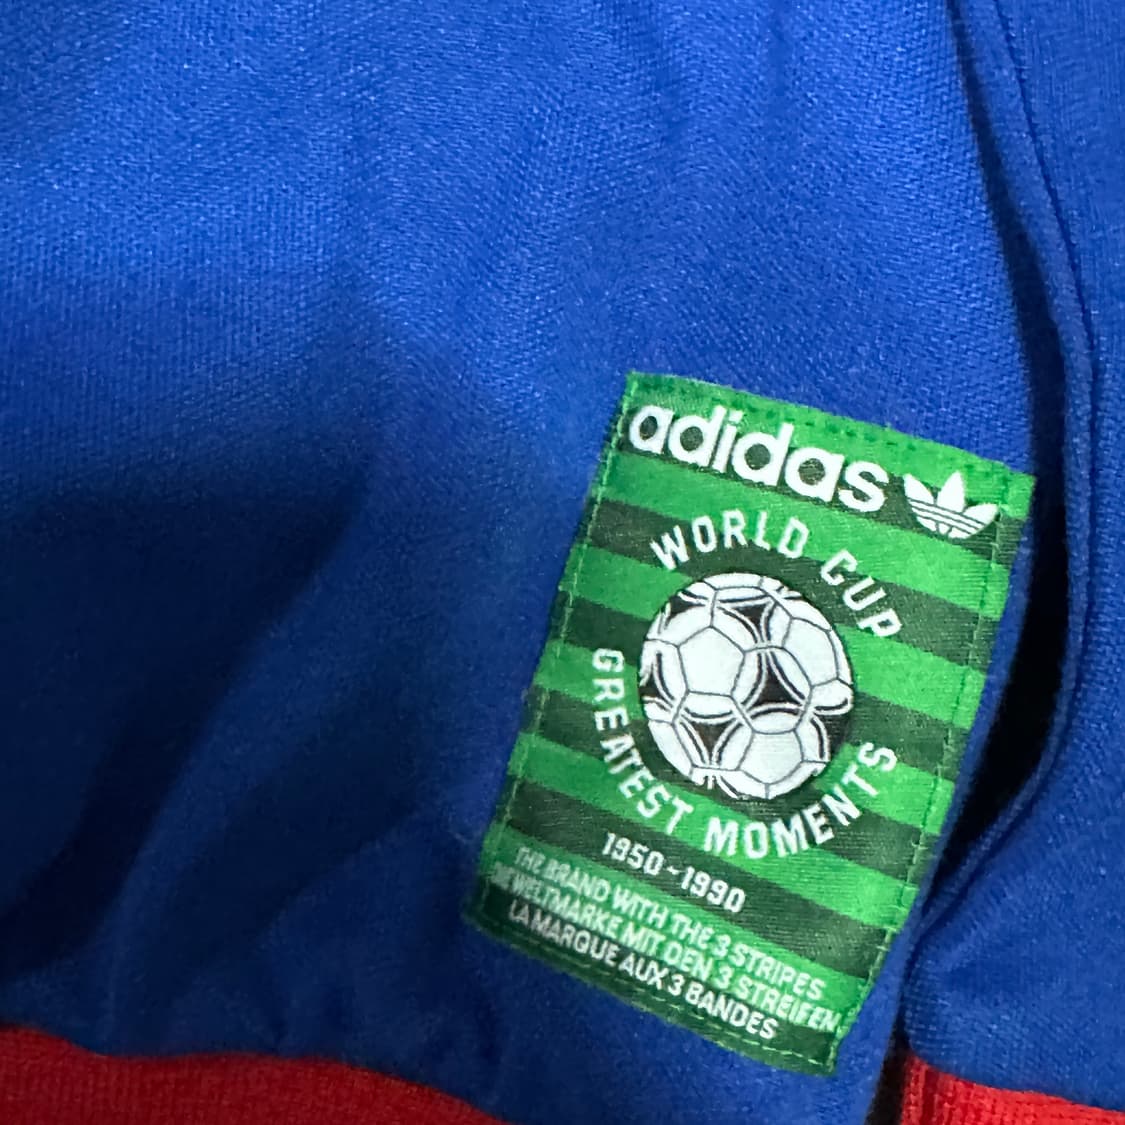 adidas
WORLD CUP
GREATEST MOMENTS
1950~1990
THE BRAND WITH THE 3 STRIPES
DIE WELTMARKE MIT DEN 3 STREIFEN
LA MARQUE AUX 3 BANDES